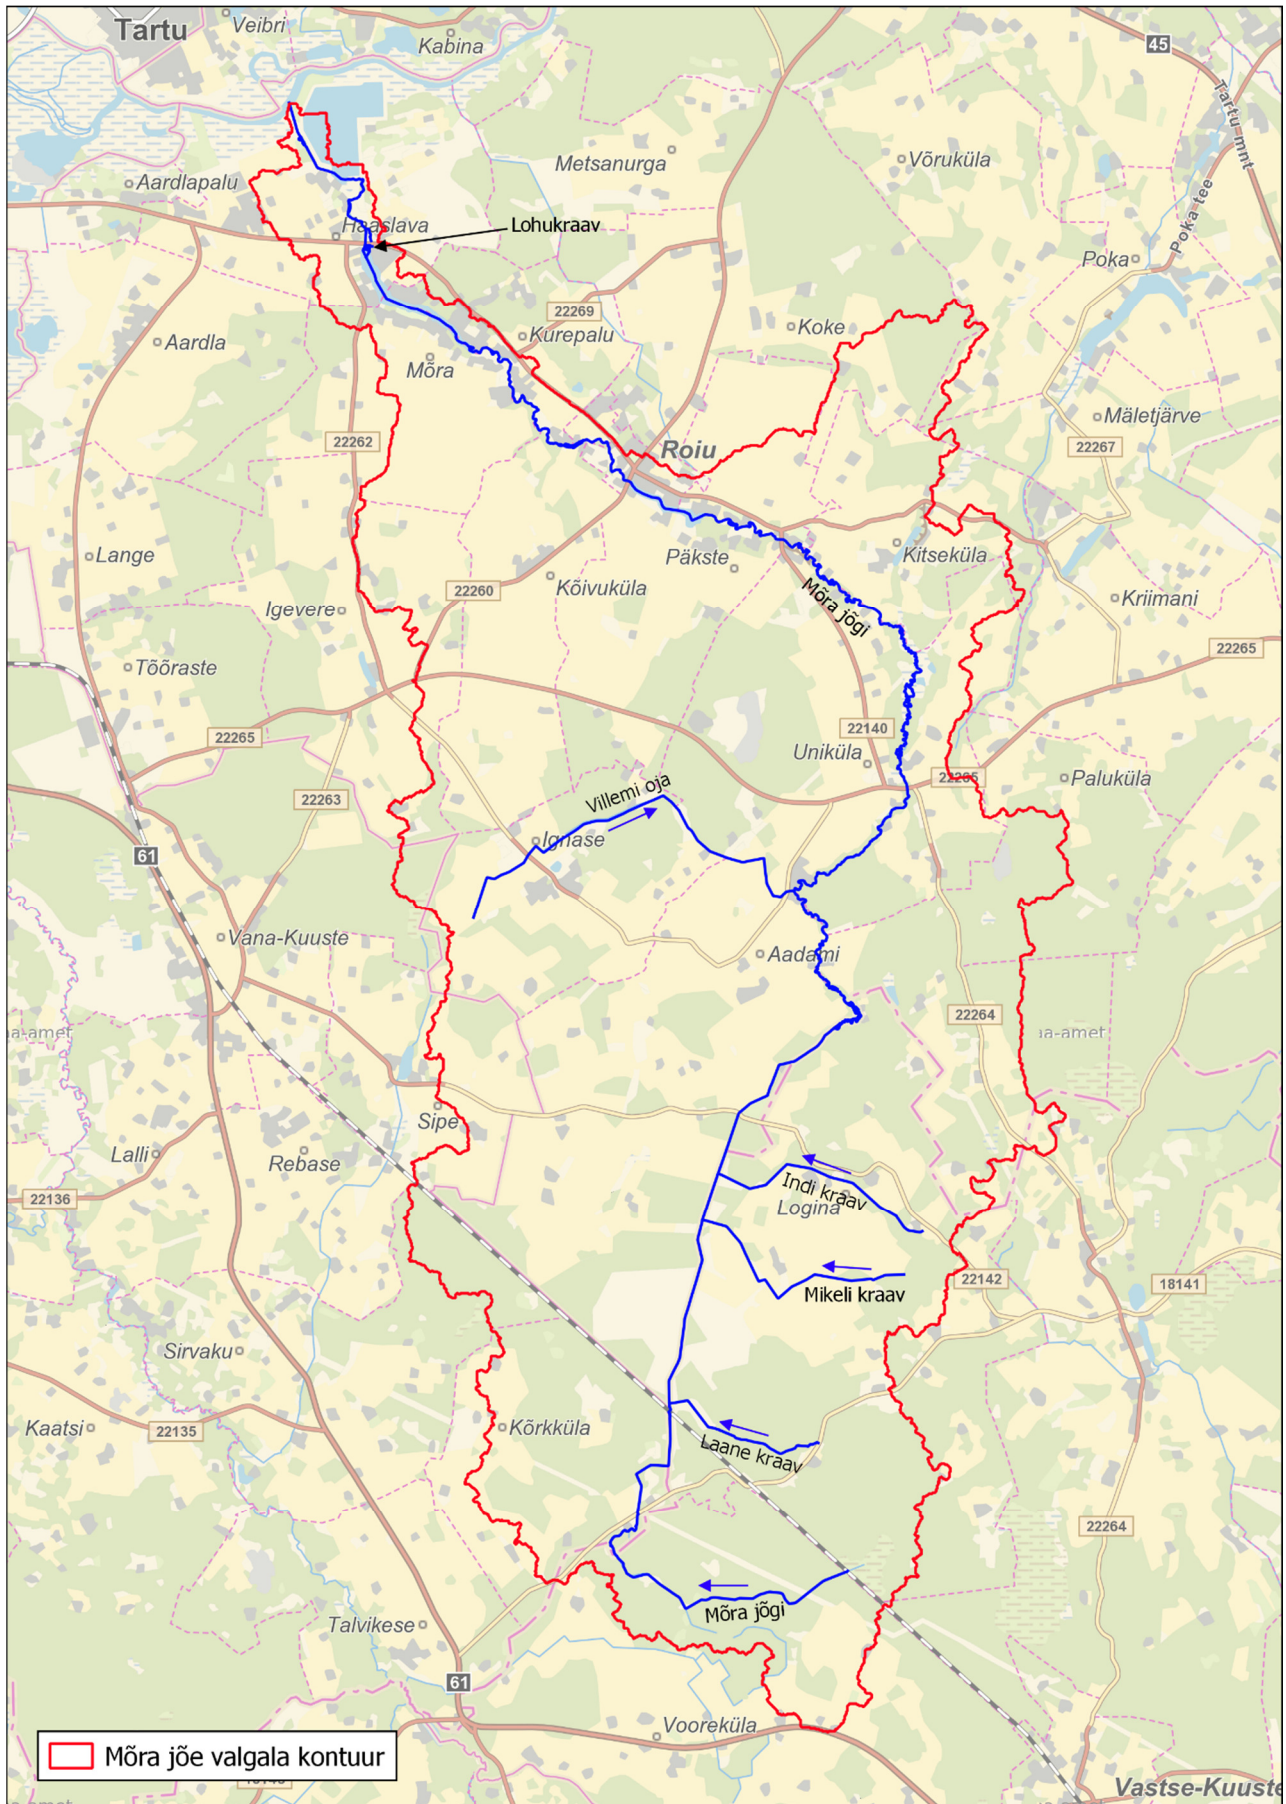 Tartu
Veibri
Kabina
45
Tartu mnt
Metsanurga
Võruküla
Aardlapalu
Poka tee
Haaslava
Lohukraav
Poka
22269
Koke
Kurepalu
Aardla
Mõra
Mäletjärve
22262
Roiu
22267
Lange
Päkste
Kitseküla
22260
Kõivuküla
Igevere
Mõra jõgi
Kriimani
22265
Tõõraste
22140
22265
Uniküla
22265
Paluküla
22263
Villemi oja
Ignase
61
Vana-Kuuste
Aadami
22264
aa-amet
aa-amet
Sipe
Lalli
Rebase
22136
Indi kraav
Logina
22142
18141
Mikeli kraav
Sirvaku
Kaatsi
22135
Kõrkküla
Laane kraav
22264
Mõra jõgi
Talvikese
61
Vooreküla
Mõra jõe valgala kontuur
Vastse-Kuuste